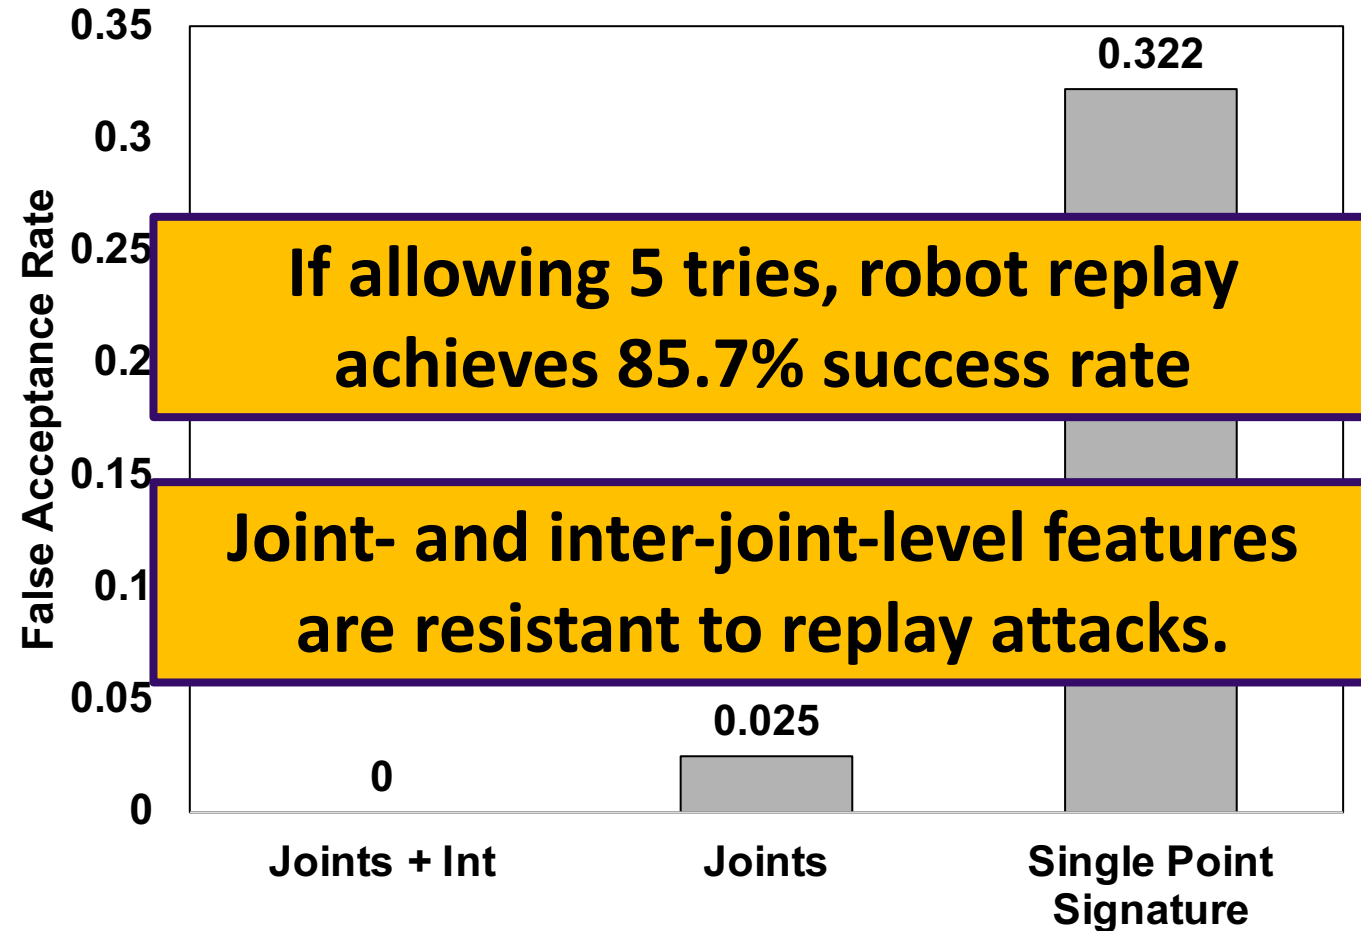 False Acceptance Rate
0.35
0.3
0.25
0.2
0.15
0.1
0.05
0
0.322
If allowing 5 tries, robot replay
achieves 85.7% success rate
Joint- and inter-joint-level features
are resistant to replay attacks.
0.025
0
Joints + Int
Joints
Single Point
Signature